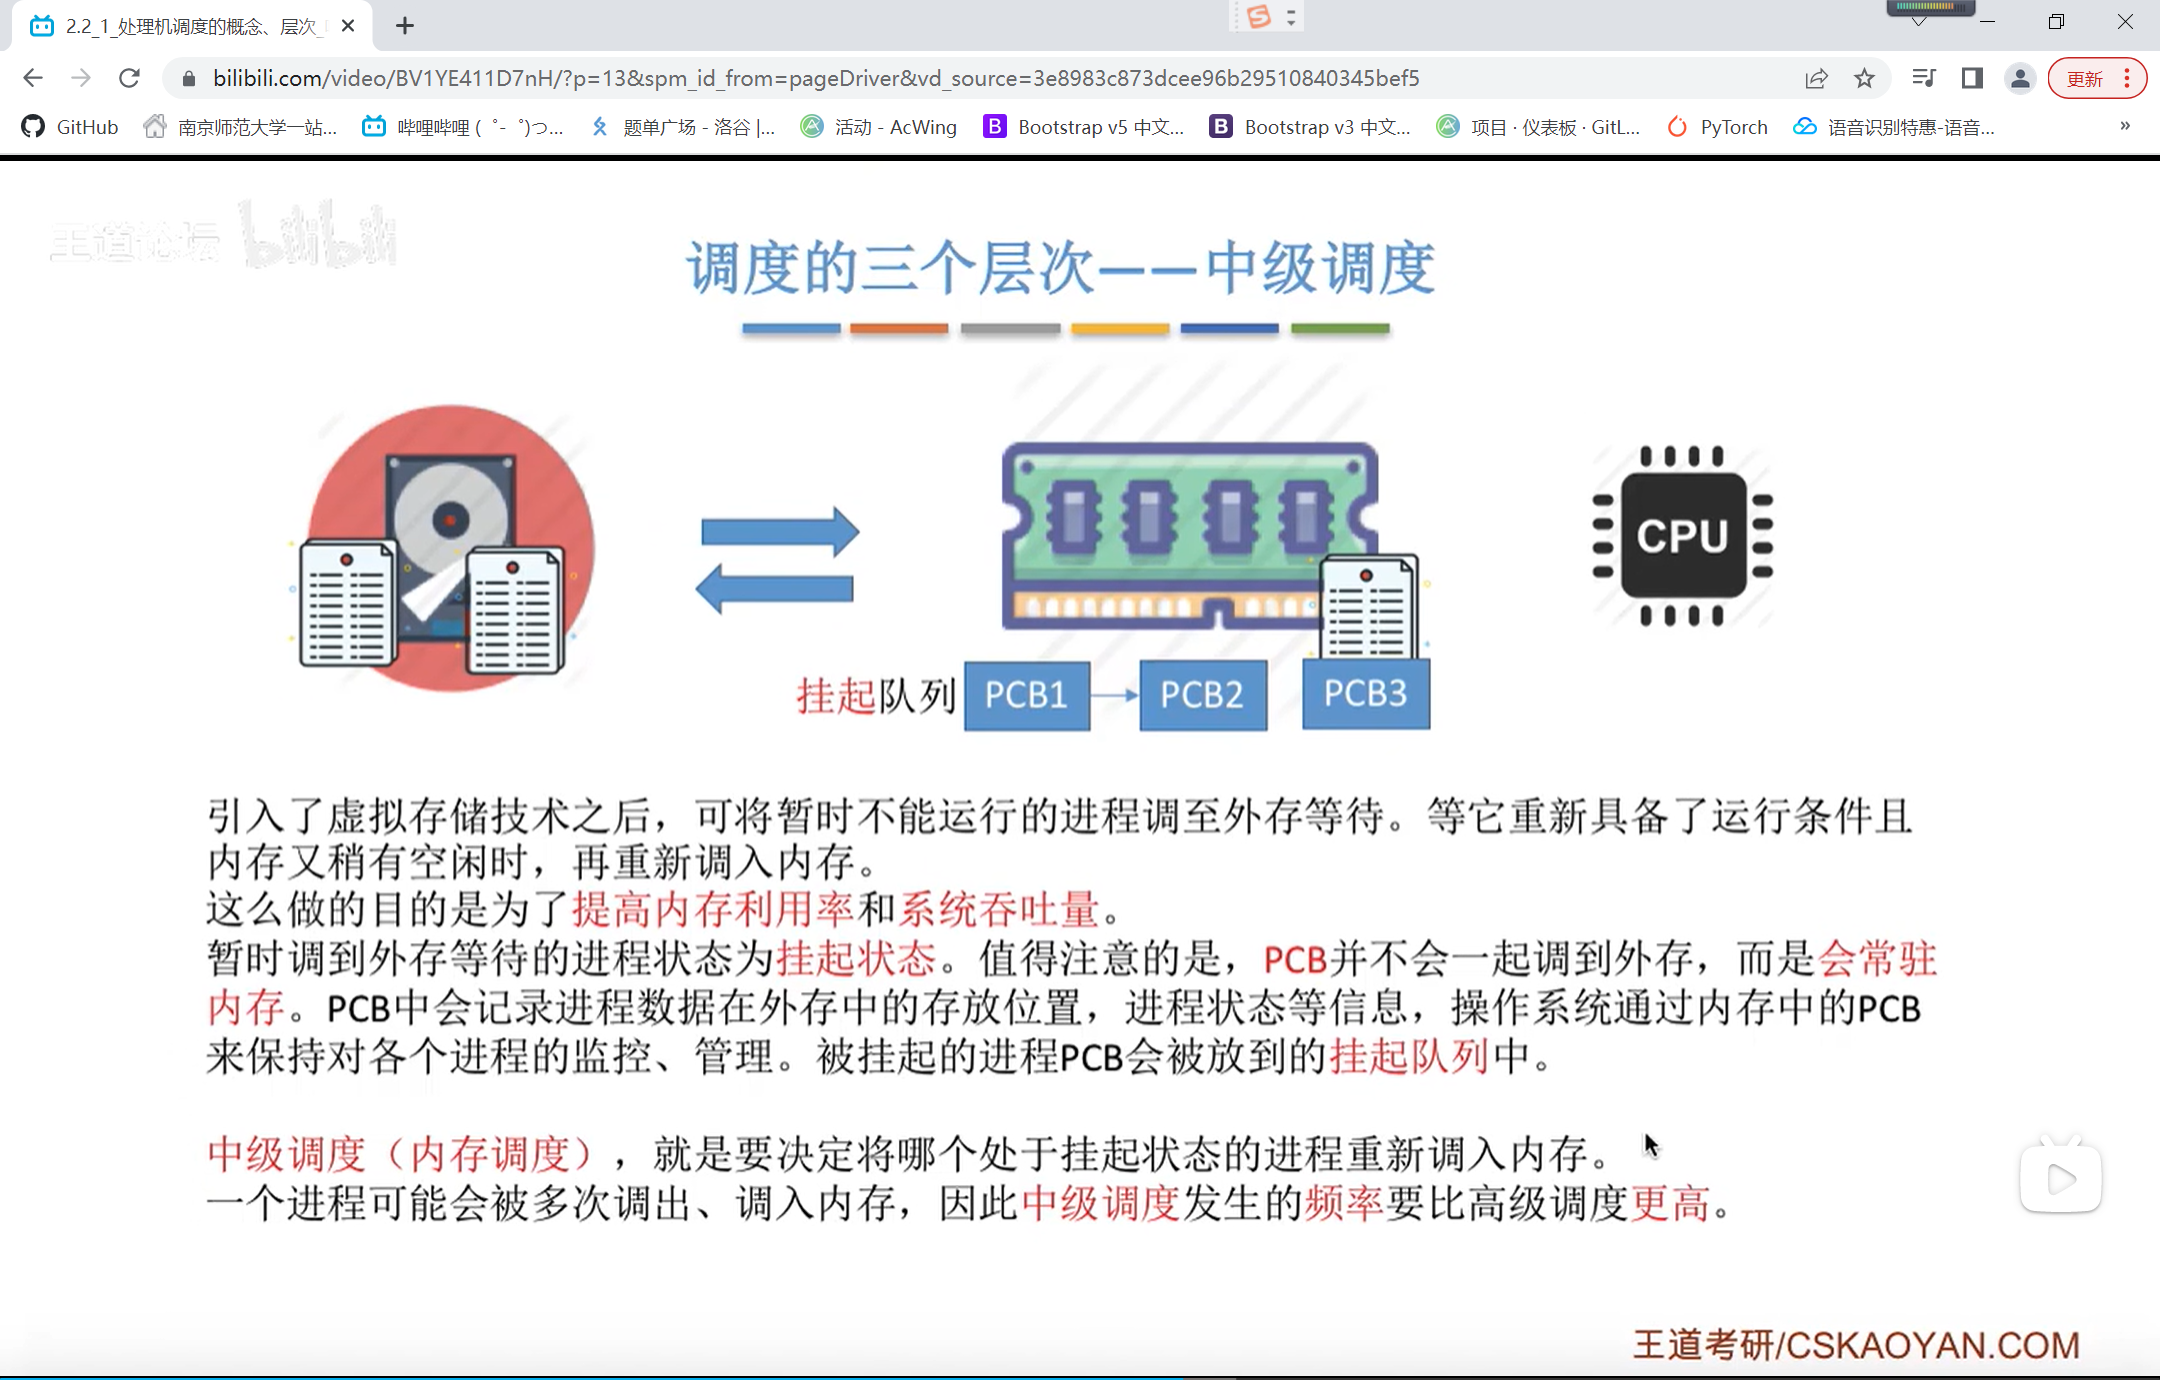 2.2_1_处理机调度的概念、层次_
bilibili.com/video/BV1YE411D7nH/?p=13&spm_id_from=pageDriver&vd_source=3e8983c873dcee96b29510840345bef5
更新
GitHub
南京师范大学一站...
哔哩哔哩 (゜-゜)つ...
题单广场 - 洛谷 |...
活动 - AcWing
Bootstrap v5 中文...
Bootstrap v3 中文...
项目 · 仪表板 · GitL...
PyTorch
语音识别特惠-语音...
»
王道论坛 bilibili
调度的三个层次——中级调度
CPU
挂起队列 PCB1 PCB2 PCB3
引入了虚拟存储技术之后，可将暂时不能运行的进程调至外存等待。等它重新具备了运行条件且
内存又稍有空闲时，再重新调入内存。
这么做的目的是为了提高内存利用率和系统吞吐量。
暂时调到外存等待的进程状态为挂起状态。值得注意的是，PCB并不会一起调到外存，而是会常驻
内存。PCB中会记录进程数据在外存中的存放位置，进程状态等信息，操作系统通过内存中的PCB
来保持对各个进程的监控、管理。被挂起的进程PCB会被放到的挂起队列中。
中级调度（内存调度），就是要决定将哪个处于挂起状态的进程重新调入内存。
一个进程可能会被多次调出、调入内存，因此中级调度发生的频率要比高级调度更高。
王道考研/CSKAOYAN.COM